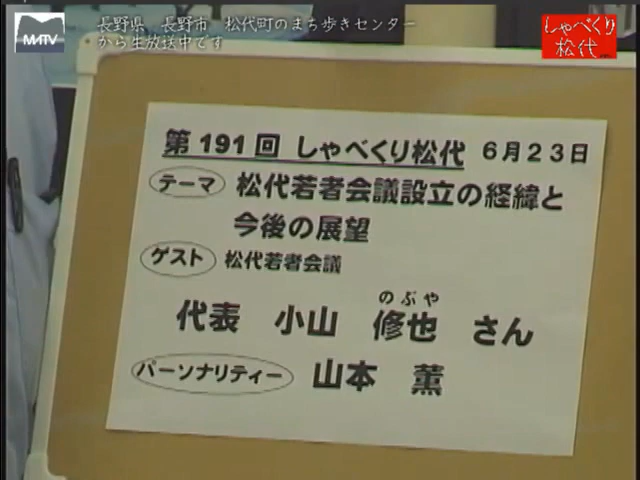 MATV
長野県 長野市 松代町のまち歩きセンター
から生放送中です
しゃべくり
松代
第191回 しゃべくり松代 6月23日
テーマ 松代若者会議設立の経緯と
今後の展望
ゲスト 松代若者会議
のぶや
代表 小山 修也 さん
パーソナリティー 山本 薫